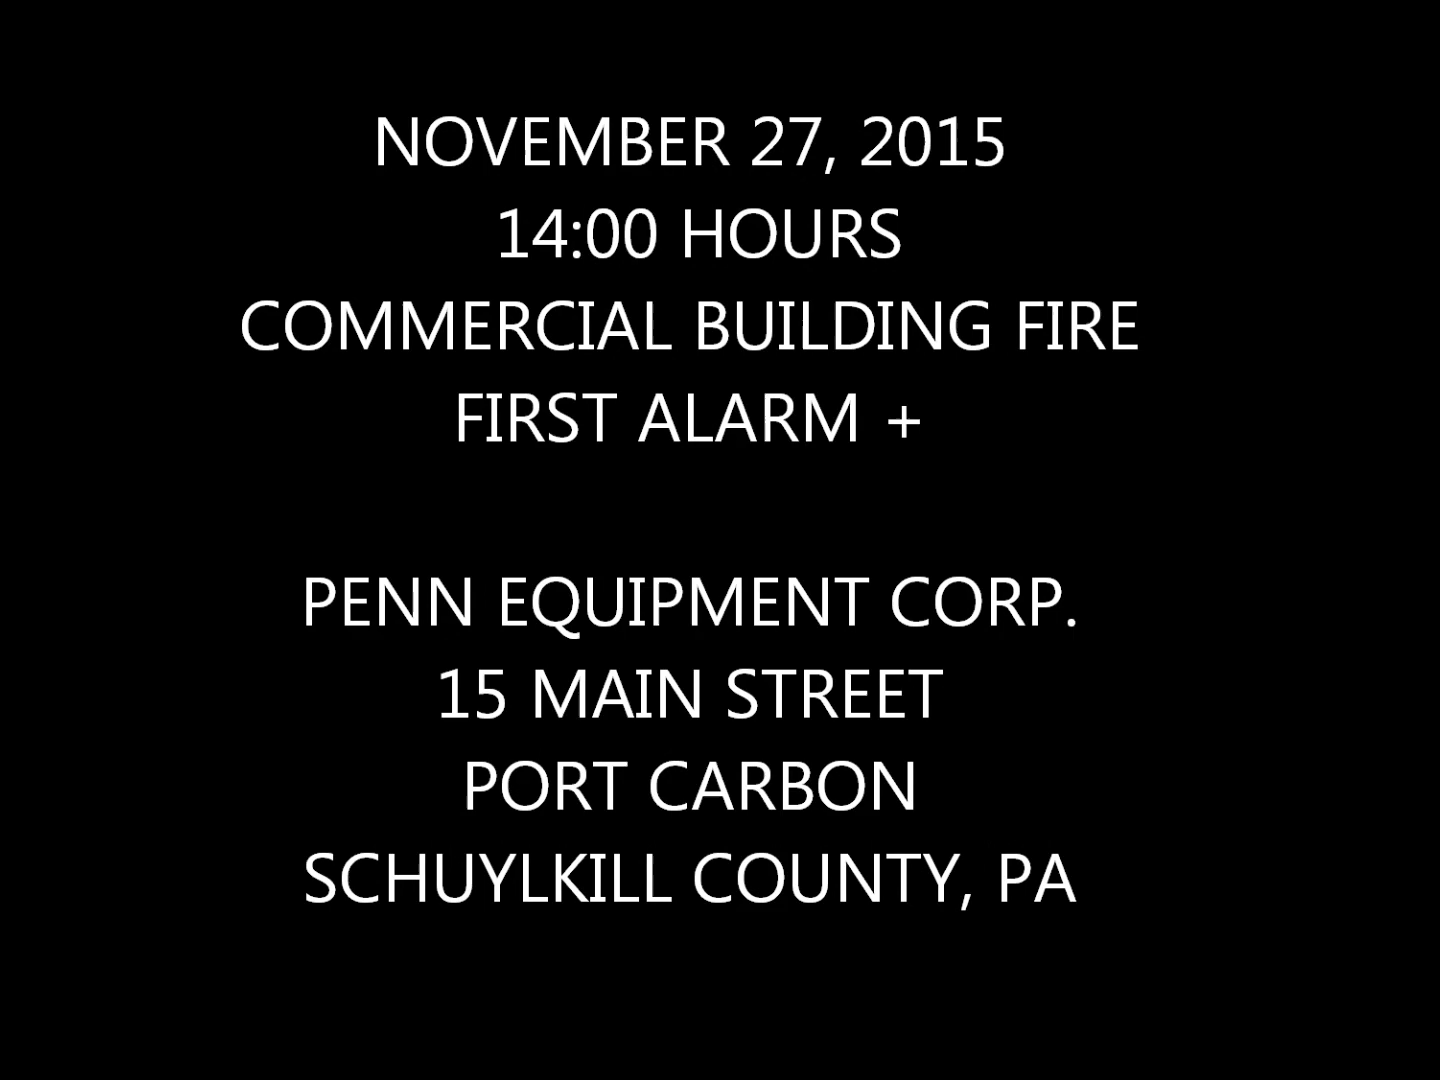 NOVEMBER 27, 2015
14:00 HOURS
COMMERCIAL BUILDING FIRE
FIRST ALARM +
PENN EQUIPMENT CORP.
15 MAIN STREET
PORT CARBON
SCHUYLKILL COUNTY, PA